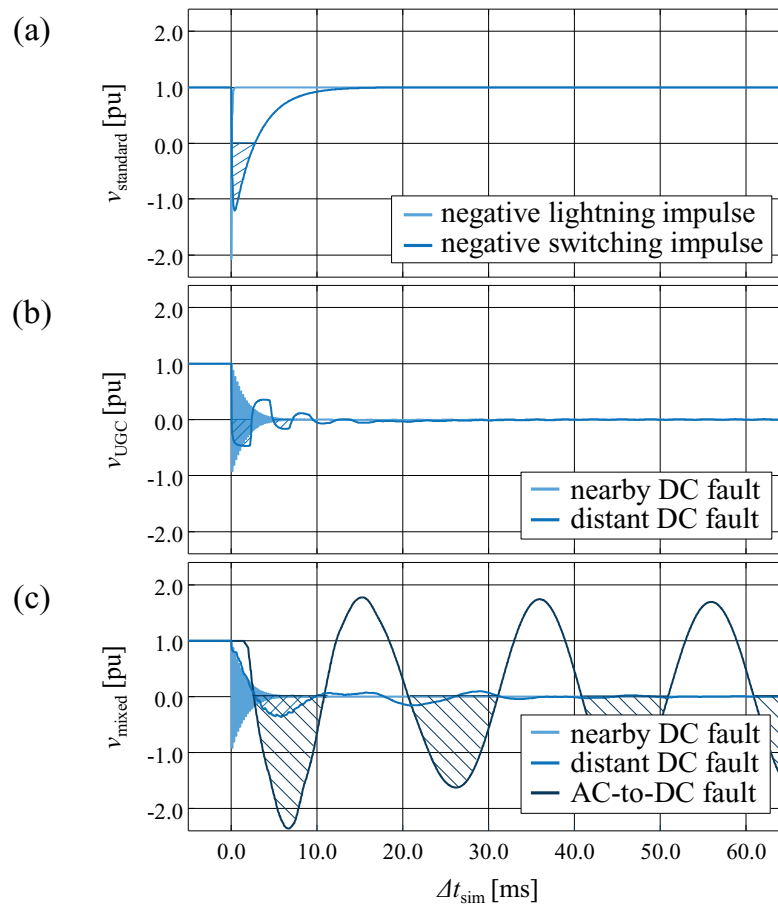 (a)
2.0
1.0
0.0
-1.0
-2.0
v_standard [pu]
negative lightning impulse
negative switching impulse
(b)
2.0
1.0
0.0
-1.0
-2.0
v_UGC [pu]
nearby DC fault
distant DC fault
(c)
2.0
1.0
0.0
-1.0
-2.0
v_mixed [pu]
nearby DC fault
distant DC fault
AC-to-DC fault
0.0 10.0 20.0 30.0 40.0 50.0 60.0
Δt_sim [ms]